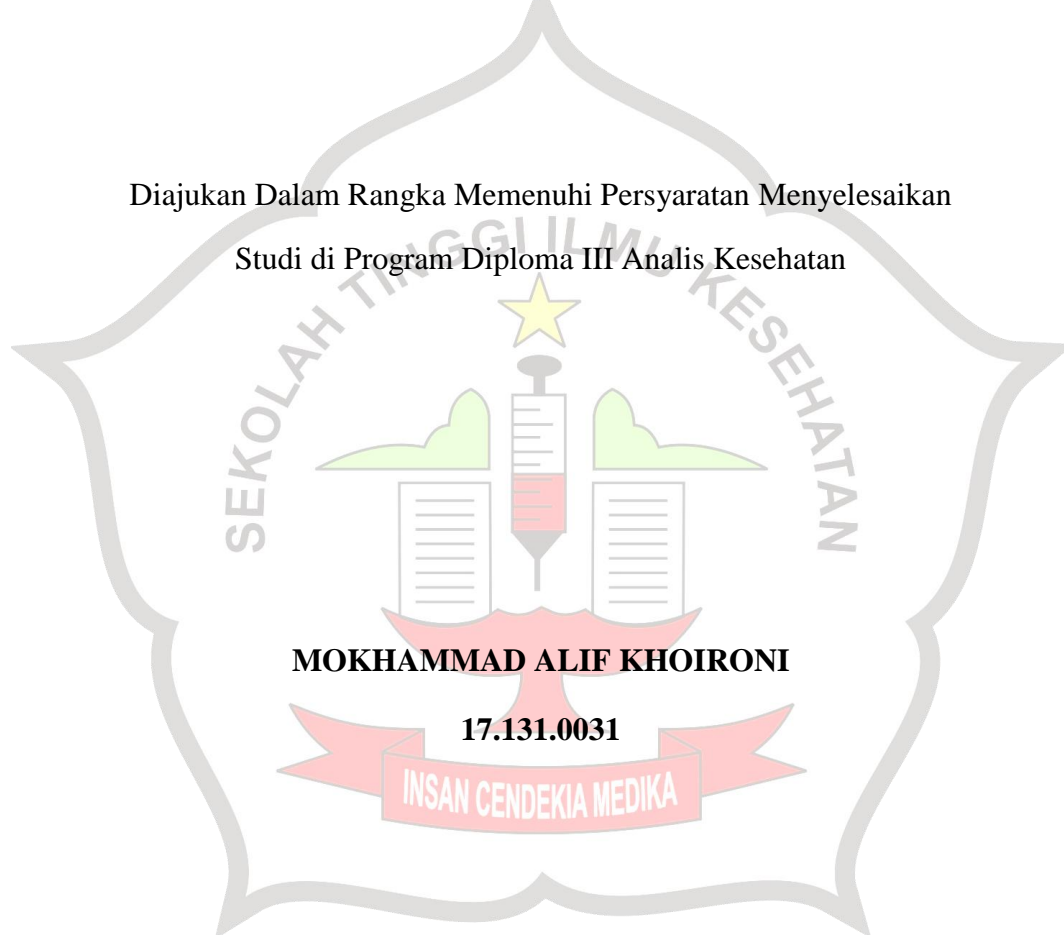 Diajukan Dalam Rangka Memenuhi Persyaratan Menyelesaikan
Studi di Program Diploma III Analis Kesehatan
SEKOLAH TINGGI ILMU KESEHATAN
MOKHAMMAD ALIF KHOIRONI
17.131.0031
INSAN CENDEKIA MEDIKA